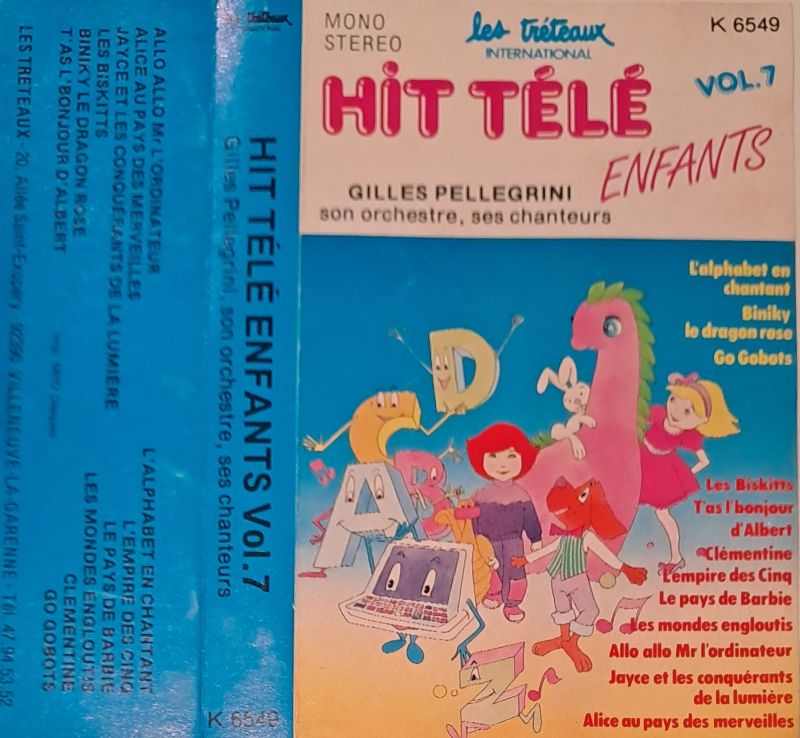 MONO
STEREO
les tréteaux
INTERNATIONAL
K 6549
HIT TÉLÉ
VOL.7
ENFANTS
GILLES PELLEGRINI
son orchestre, ses chanteurs
L'alphabet en
chantant
Biniky
le dragon rose
Go Gobots
Les Biskitts
T'as l'bonjour
d'Albert
Clémentine
L'empire des Cinq
Le pays de Barbie
Les mondes engloutis
Allo allo Mr l'ordinateur
Jayce et les conquérants
de la lumière
Alice au pays des merveilles
D
C
A
B
Z
les tréteaux
INTERNATIONAL
HIT TÉLÉ ENFANTS Vol.7
Gilles Pellegrini, son orchestre, ses chanteurs
K 6549
ALLO ALLO Mr L'ORDINATEUR
ALICE AU PAYS DES MERVEILLES
JAYCE ET LES CONQUÉRANTS DE LA LUMIÈRE
LES BISKITTS
BINIKY LE DRAGON ROSE
T'AS L'BONJOUR D'ALBERT
L'ALPHABET EN CHANTANT
L'EMPIRE DES CINQ
LE PAYS DE BARBIE
LES MONDES ENGLOUTIS
CLEMENTINE
GO GOBOTS
LES TRÉTEAUX - 20, Allée Saint-Exupéry 92390 VILLENEUVE LA GARENNE - Tél. 47 94 53 52